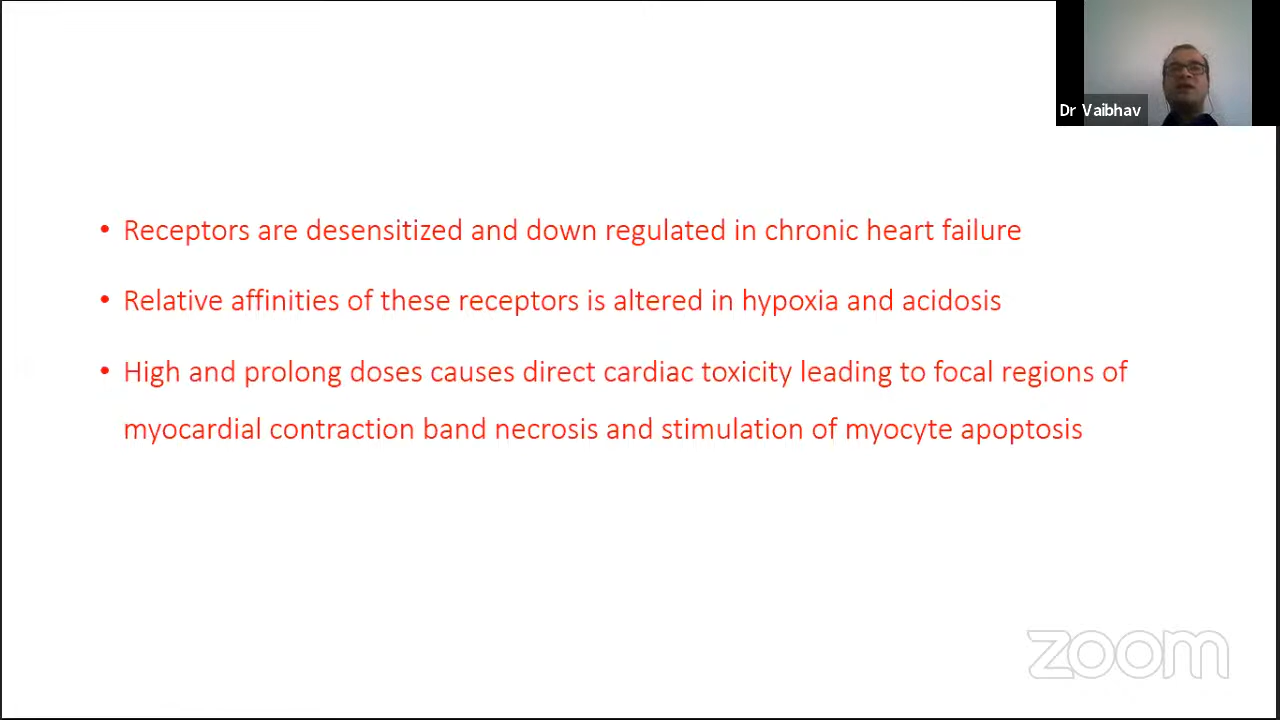 Dr Vaibhav
• Receptors are desensitized and down regulated in chronic heart failure
• Relative affinities of these receptors is altered in hypoxia and acidosis
• High and prolong doses causes direct cardiac toxicity leading to focal regions of
myocardial contraction band necrosis and stimulation of myocyte apoptosis
zoom